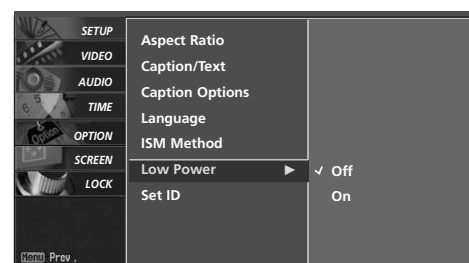 SETUP
VIDEO
AUDIO
TIME
OPTION
SCREEN
LOCK
Menu Prev.
Aspect Ratio
Caption/Text
Caption Options
Language
ISM Method
Low Power ▶
Set ID
✓ Off
On